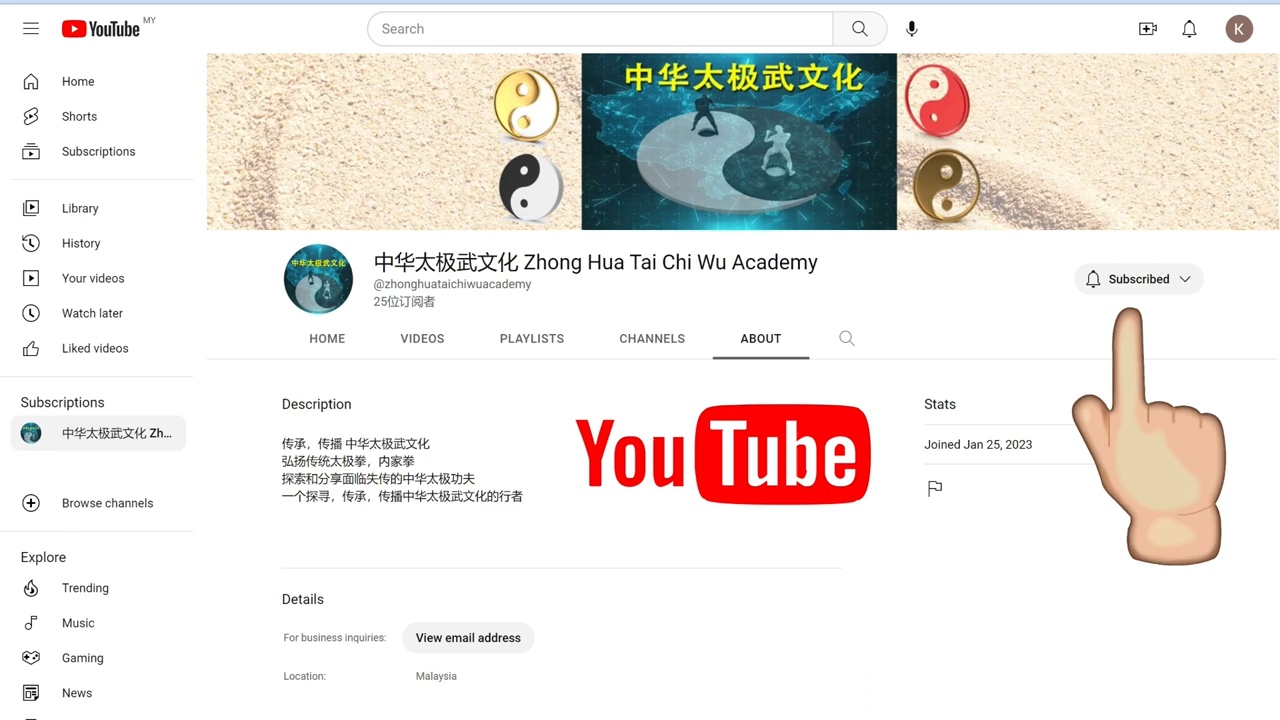 YouTube MY
Search
K
Home
Shorts
Subscriptions
Library
History
Your videos
Watch later
Liked videos
Subscriptions
中华太极武文化 Zh...
Browse channels
Explore
Trending
Music
Gaming
News
中华太极武文化
中华太极武文化
中华太极武文化 Zhong Hua Tai Chi Wu Academy
@zhonghuataichiwuacademy
25位订阅者
Subscribed
HOME VIDEOS PLAYLISTS CHANNELS ABOUT
Description
传承，传播 中华太极武文化
弘扬传统太极拳，内家拳
探索和分享面临失传的中华太极功夫
一个探寻，传承，传播中华太极武文化的行者
YouTube
Stats
Joined Jan 25, 2023
Details
For business inquiries: View email address
Location: Malaysia